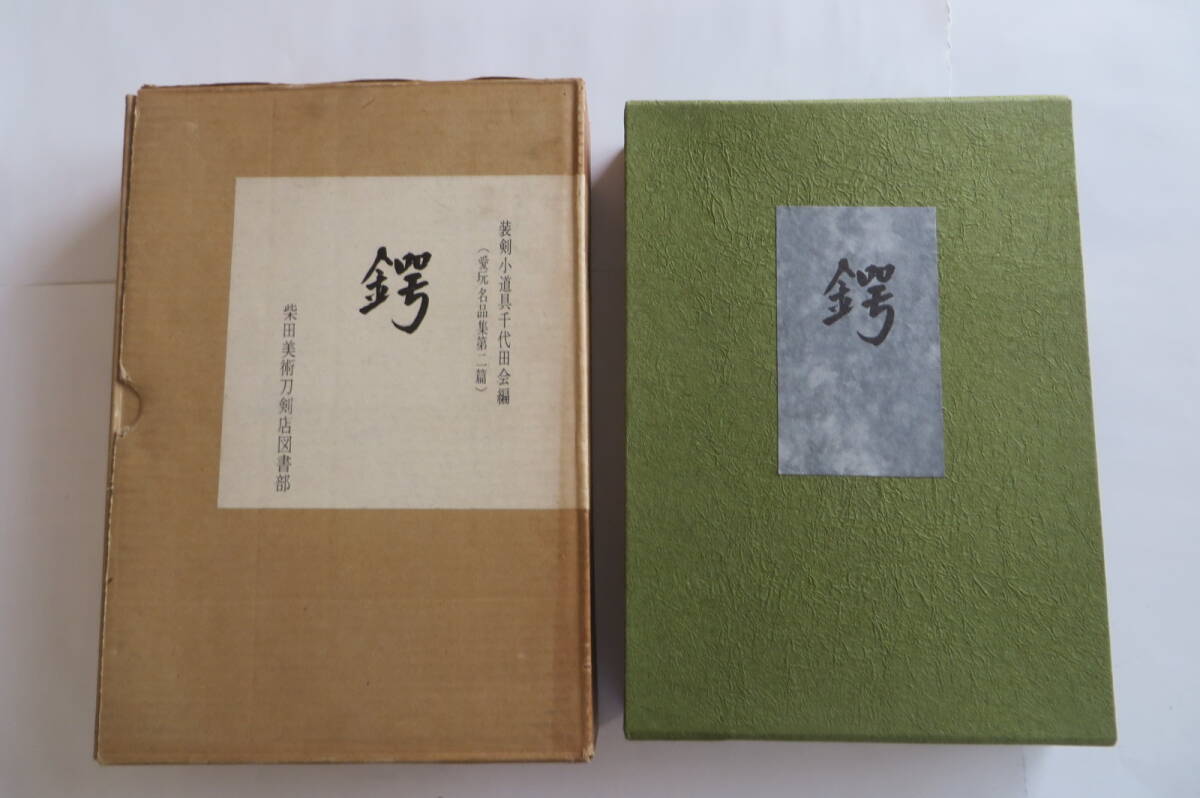 装剣小道具千代田会編
(愛玩名品集第二篇)
鍔
柴田美術刀剣店図書部
鍔